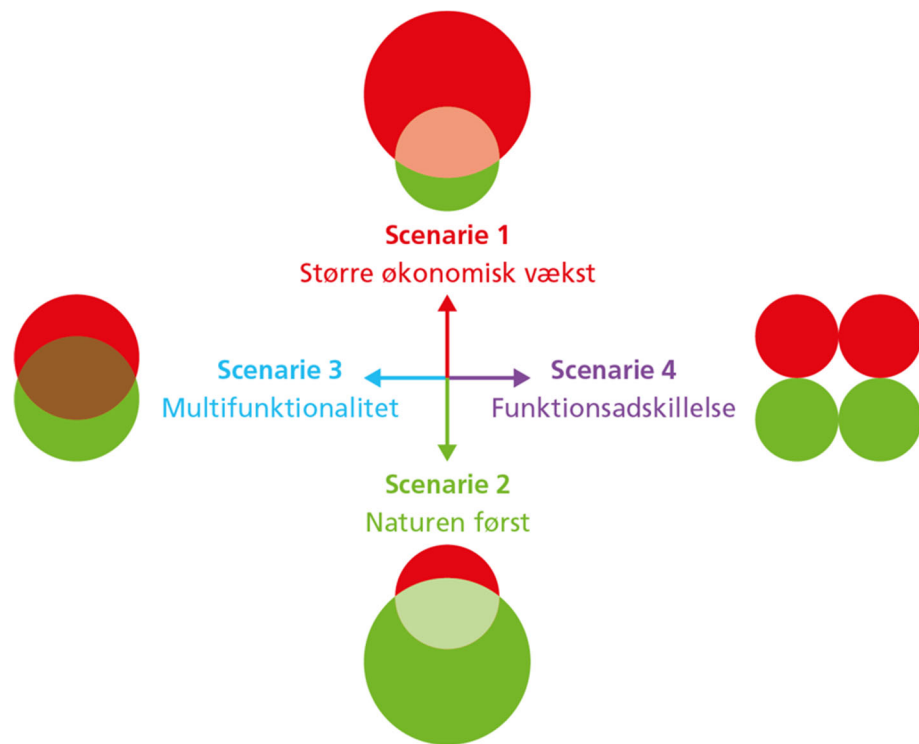 Scenarie 1
Større økonomisk vækst
Scenarie 3
Multifunktionalitet
Scenarie 4
Funktionsadskillelse
Scenarie 2
Naturen først